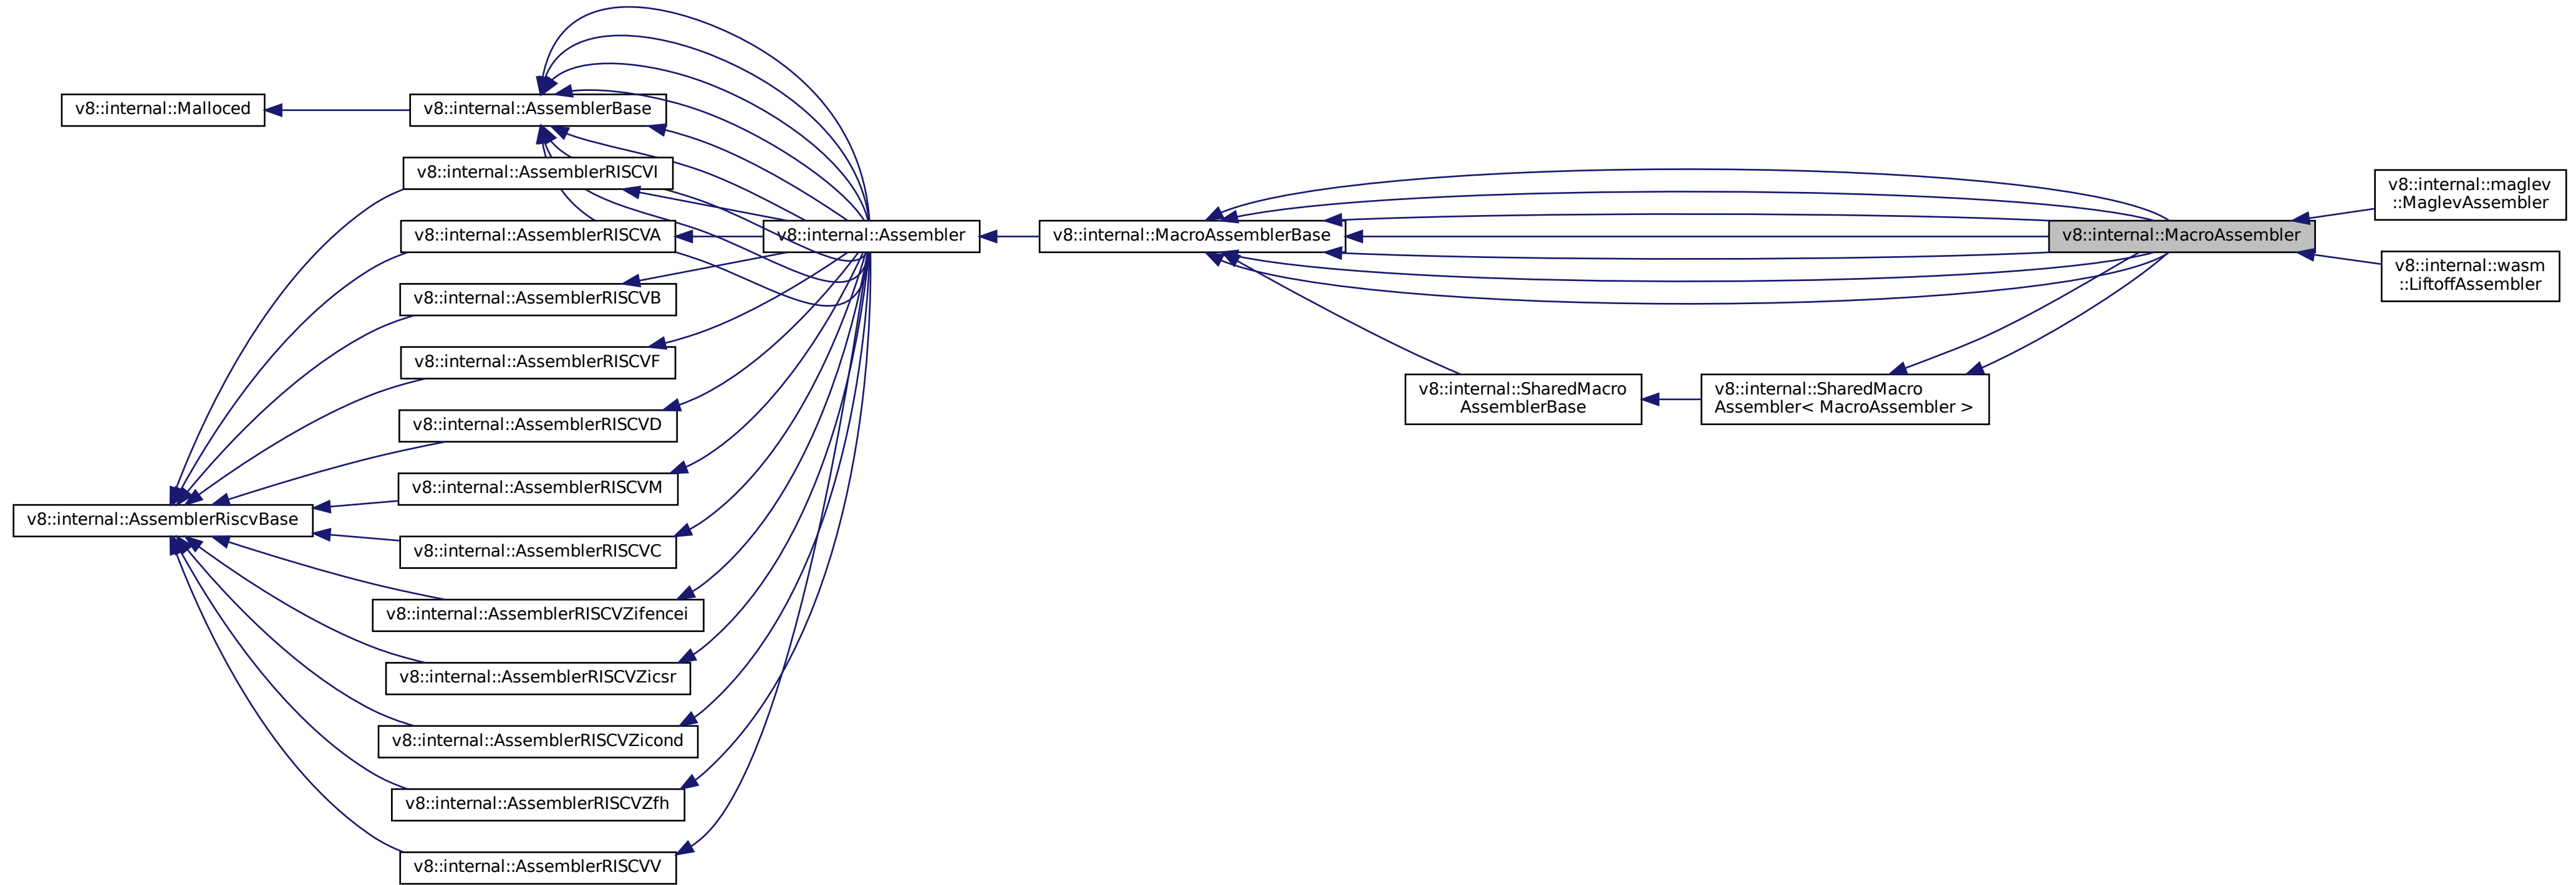 v8::internal::Malloced
v8::internal::AssemblerBase
v8::internal::AssemblerRISCVI
v8::internal::AssemblerRISCVA
v8::internal::AssemblerRISCVB
v8::internal::AssemblerRISCVF
v8::internal::AssemblerRISCVD
v8::internal::AssemblerRISCVM
v8::internal::AssemblerRiscvBase
v8::internal::AssemblerRISCVC
v8::internal::AssemblerRISCVZifencei
v8::internal::AssemblerRISCVZicsr
v8::internal::AssemblerRISCVZicond
v8::internal::AssemblerRISCVZfh
v8::internal::AssemblerRISCVV
v8::internal::Assembler
v8::internal::MacroAssemblerBase
v8::internal::SharedMacro
AssemblerBase
v8::internal::SharedMacro
Assembler< MacroAssembler >
v8::internal::MacroAssembler
v8::internal::maglev
::MaglevAssembler
v8::internal::wasm
::LiftoffAssembler